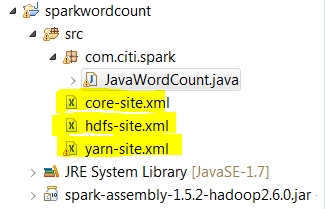 sparkwordcount
src
com.citi.spark
JavaWordCount.java
core-site.xml
hdfs-site.xml
yarn-site.xml
JRE System Library [JavaSE-1.7]
spark-assembly-1.5.2-hadoop2.6.0.jar